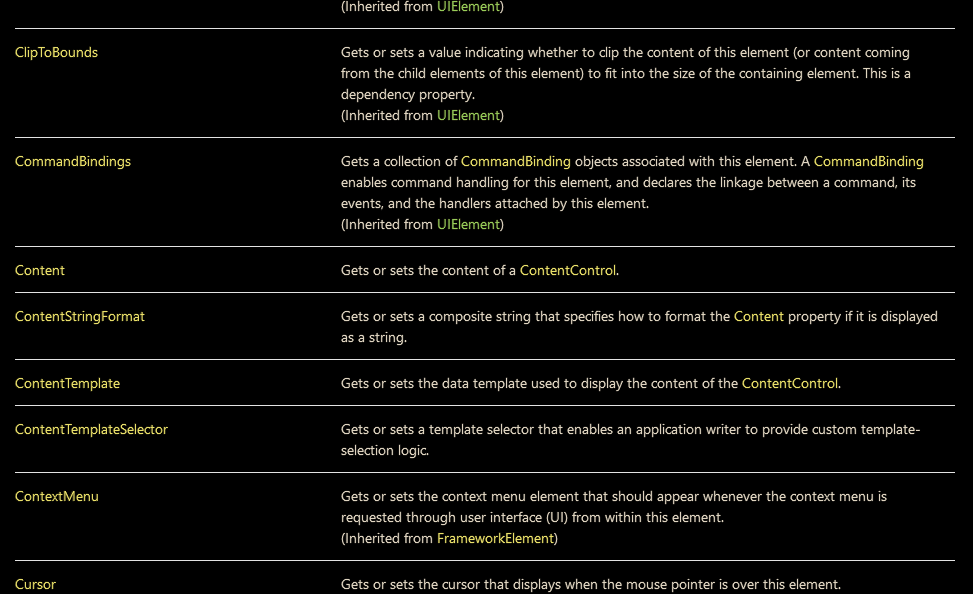 (Inherited from UIElement)
ClipToBounds
Gets or sets a value indicating whether to clip the content of this element (or content coming
from the child elements of this element) to fit into the size of the containing element. This is a
dependency property.
(Inherited from UIElement)
CommandBindings
Gets a collection of CommandBinding objects associated with this element. A CommandBinding
enables command handling for this element, and declares the linkage between a command, its
events, and the handlers attached by this element.
(Inherited from UIElement)
Content
Gets or sets the content of a ContentControl.
ContentStringFormat
Gets or sets a composite string that specifies how to format the Content property if it is displayed
as a string.
ContentTemplate
Gets or sets the data template used to display the content of the ContentControl.
ContentTemplateSelector
Gets or sets a template selector that enables an application writer to provide custom template-
selection logic.
ContextMenu
Gets or sets the context menu element that should appear whenever the context menu is
requested through user interface (UI) from within this element.
(Inherited from FrameworkElement)
Cursor
Gets or sets the cursor that displays when the mouse pointer is over this element.